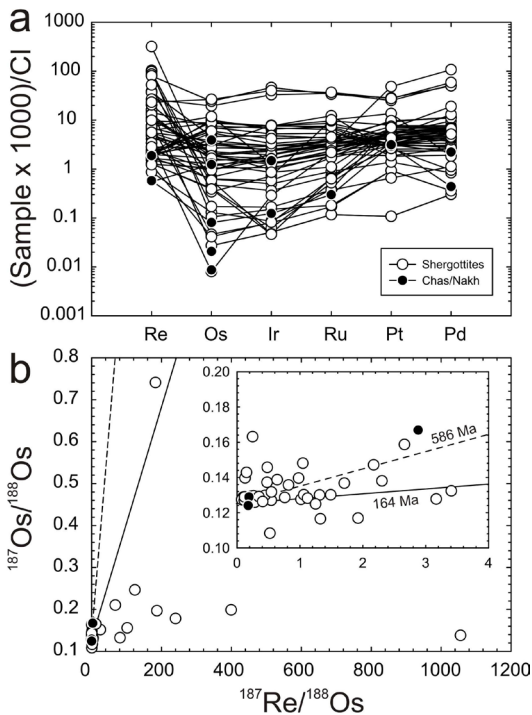 a
(Sample x 1000)/CI
1000
100
10
1
0.1
0.01
0.001
Shergottites
Chas/Nakh
Re Os Ir Ru Pt Pd
b
187Os/188Os
0.8
0.7
0.6
0.5
0.4
0.3
0.2
0.1
0.20
0.18
0.16
0.14
0.12
0.10
586 Ma
164 Ma
0 1 2 3 4
0 200 400 600 800 1000 1200
187Re/188Os